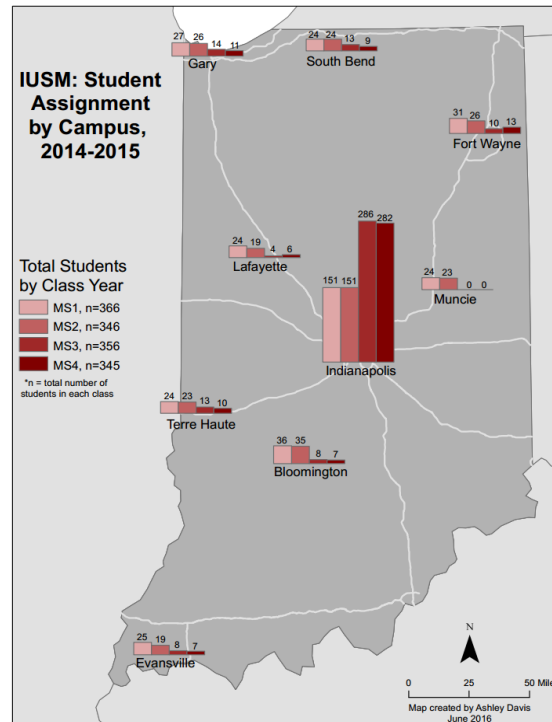 27 26 14 11
Gary
24 24 13 9
South Bend
IUSM: Student
Assignment
by Campus,
2014-2015
31 26 10 13
Fort Wayne
24 19 4 6
Lafayette
286 282
151 151
Indianapolis
24 23 0 0
Muncie
Total Students
by Class Year
MS1, n=366
MS2, n=346
MS3, n=356
MS4, n=345
*n = total number of
students in each class
24 23 13 10
Terre Haute
36 35 8 7
Bloomington
25 19 8 7
Evansville
N
0 25 50 Mile
Map created by Ashley Davis
June 2016